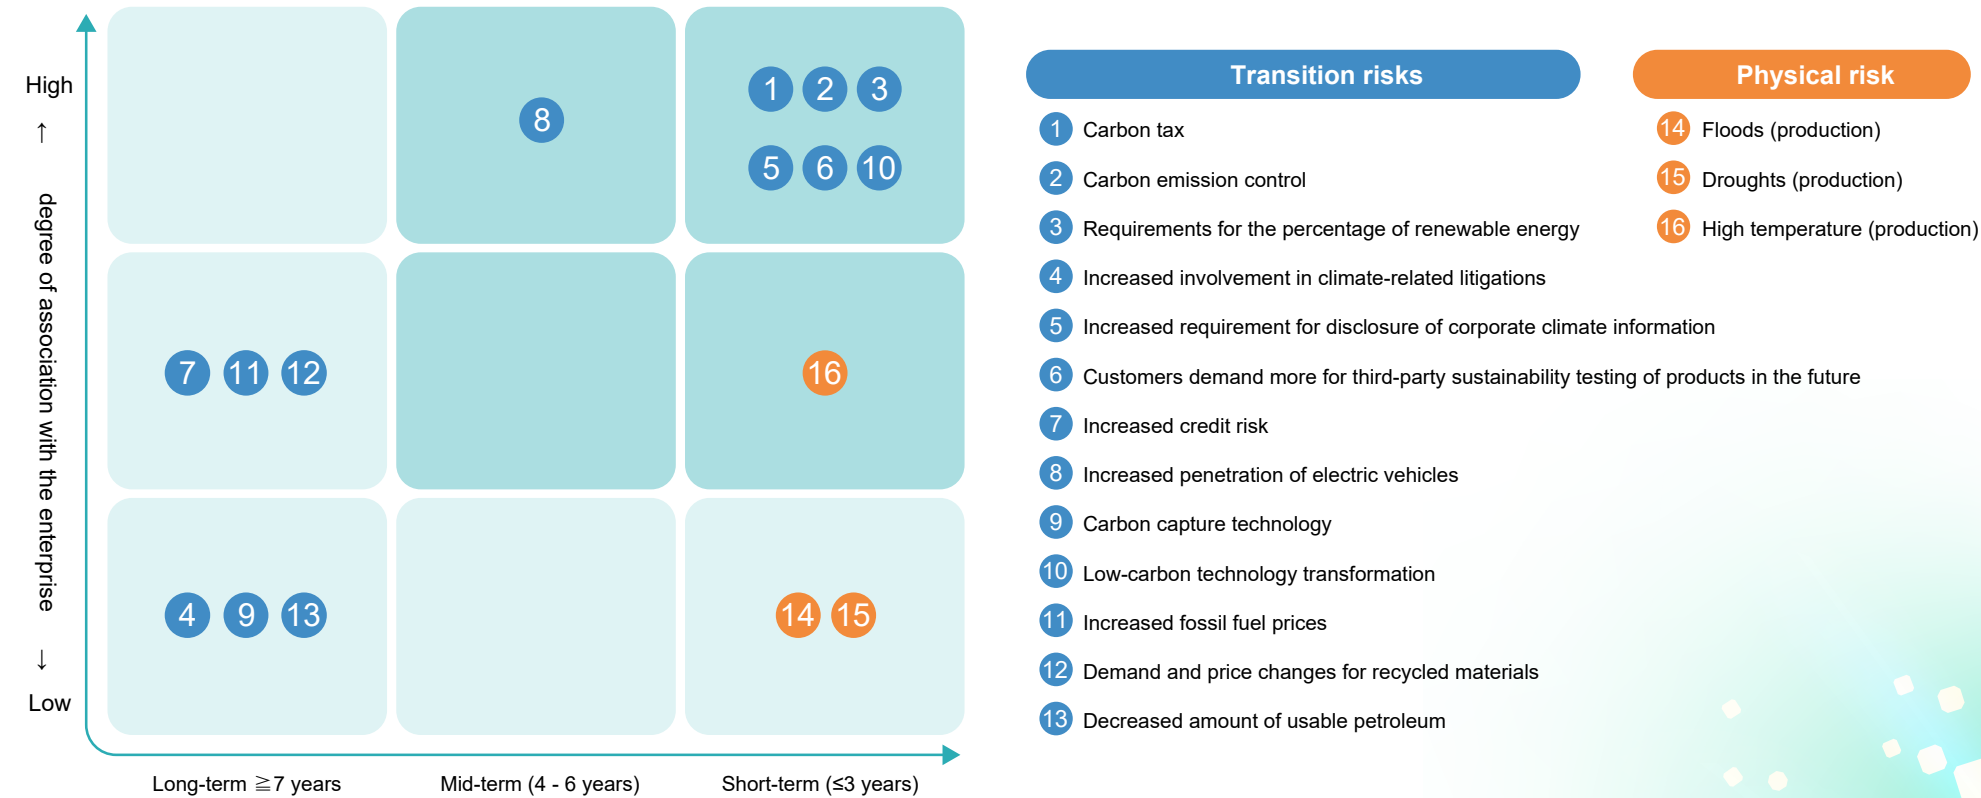 High
↑
degree of association with the enterprise
↓
Low
8
1 2 3
5 6 10
7 11 12
16
4 9 13
14 15
Long-term ≧7 years
Mid-term (4 - 6 years)
Short-term (≤3 years)
Transition risks
1 Carbon tax
2 Carbon emission control
3 Requirements for the percentage of renewable energy
4 Increased involvement in climate-related litigations
5 Increased requirement for disclosure of corporate climate information
6 Customers demand more for third-party sustainability testing of products in the future
7 Increased credit risk
8 Increased penetration of electric vehicles
9 Carbon capture technology
10 Low-carbon technology transformation
11 Increased fossil fuel prices
12 Demand and price changes for recycled materials
13 Decreased amount of usable petroleum
Physical risk
14 Floods (production)
15 Droughts (production)
16 High temperature (production)